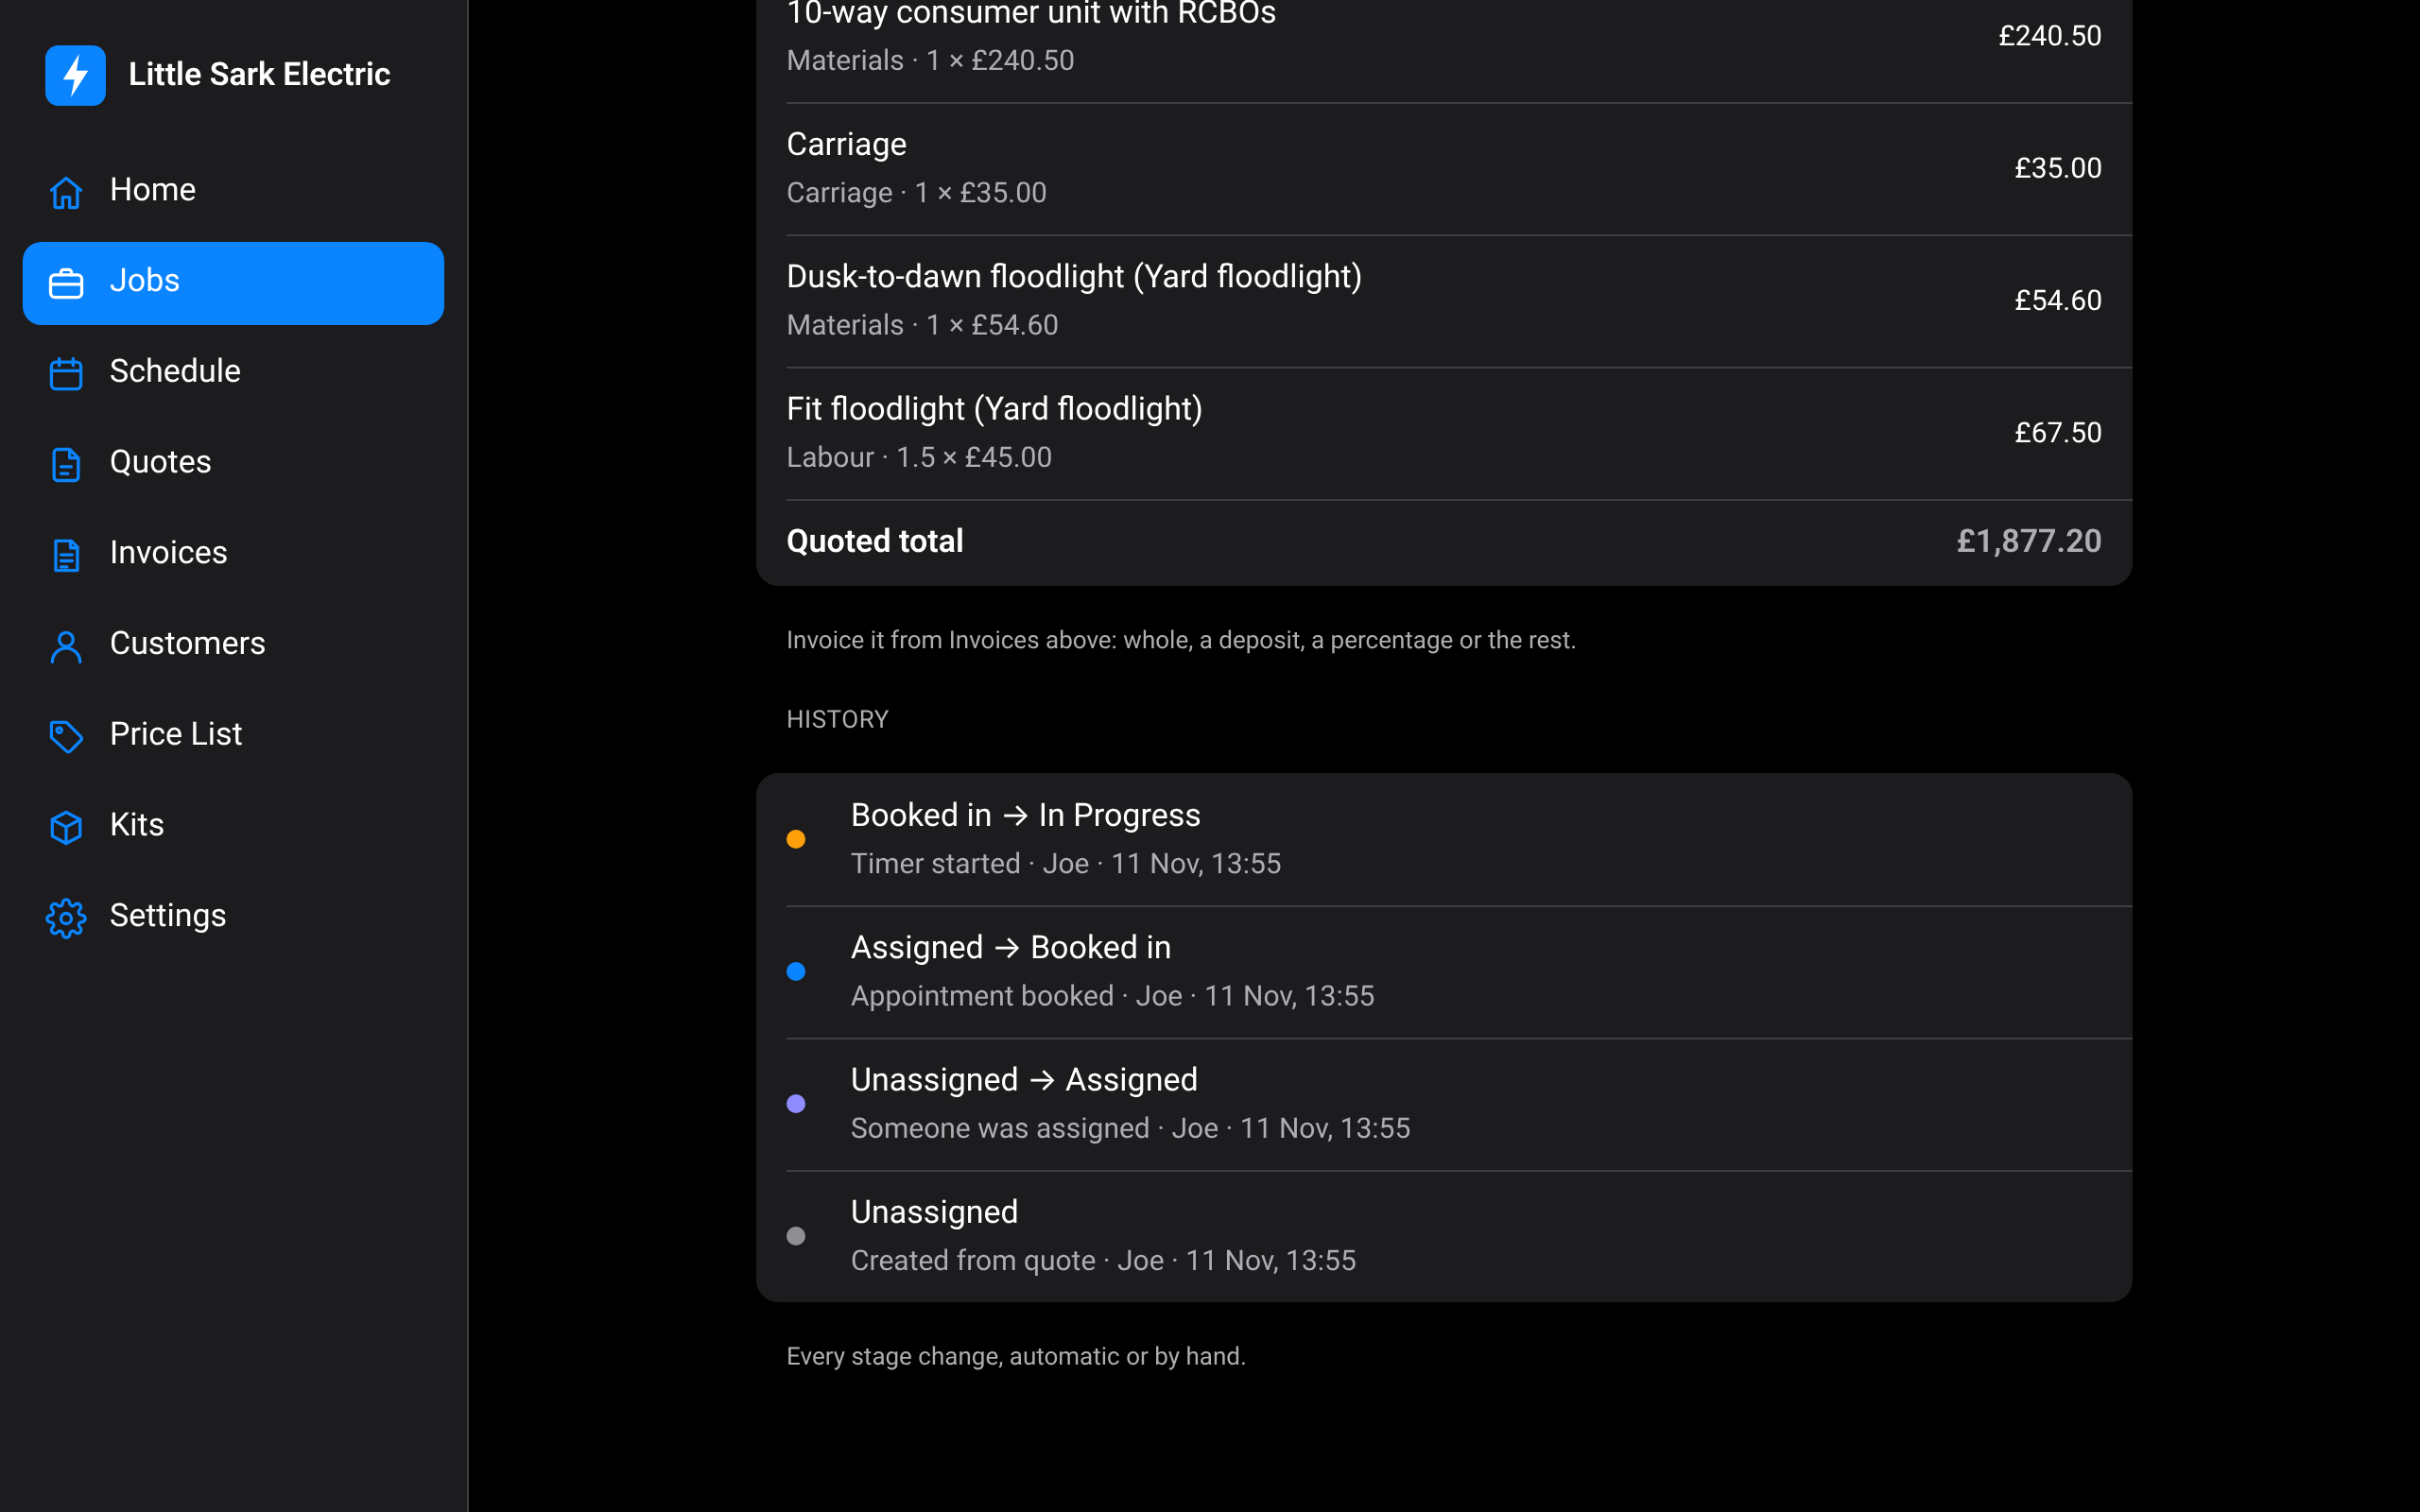 Little Sark Electric
Home
Jobs
Schedule
Quotes
Invoices
Customers
Price List
Kits
Settings
10-way consumer unit with RCBOs
Materials · 1 × £240.50
£240.50
Carriage
Carriage · 1 × £35.00
£35.00
Dusk-to-dawn floodlight (Yard floodlight)
Materials · 1 × £54.60
£54.60
Fit floodlight (Yard floodlight)
Labour · 1.5 × £45.00
£67.50
Quoted total
£1,877.20
Invoice it from Invoices above: whole, a deposit, a percentage or the rest.
HISTORY
Booked in → In Progress
Timer started · Joe · 11 Nov, 13:55
Assigned → Booked in
Appointment booked · Joe · 11 Nov, 13:55
Unassigned → Assigned
Someone was assigned · Joe · 11 Nov, 13:55
Unassigned
Created from quote · Joe · 11 Nov, 13:55
Every stage change, automatic or by hand.